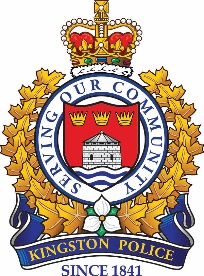 SERVING OUR COMMUNITY
KINGSTON POLICE
SINCE 1841